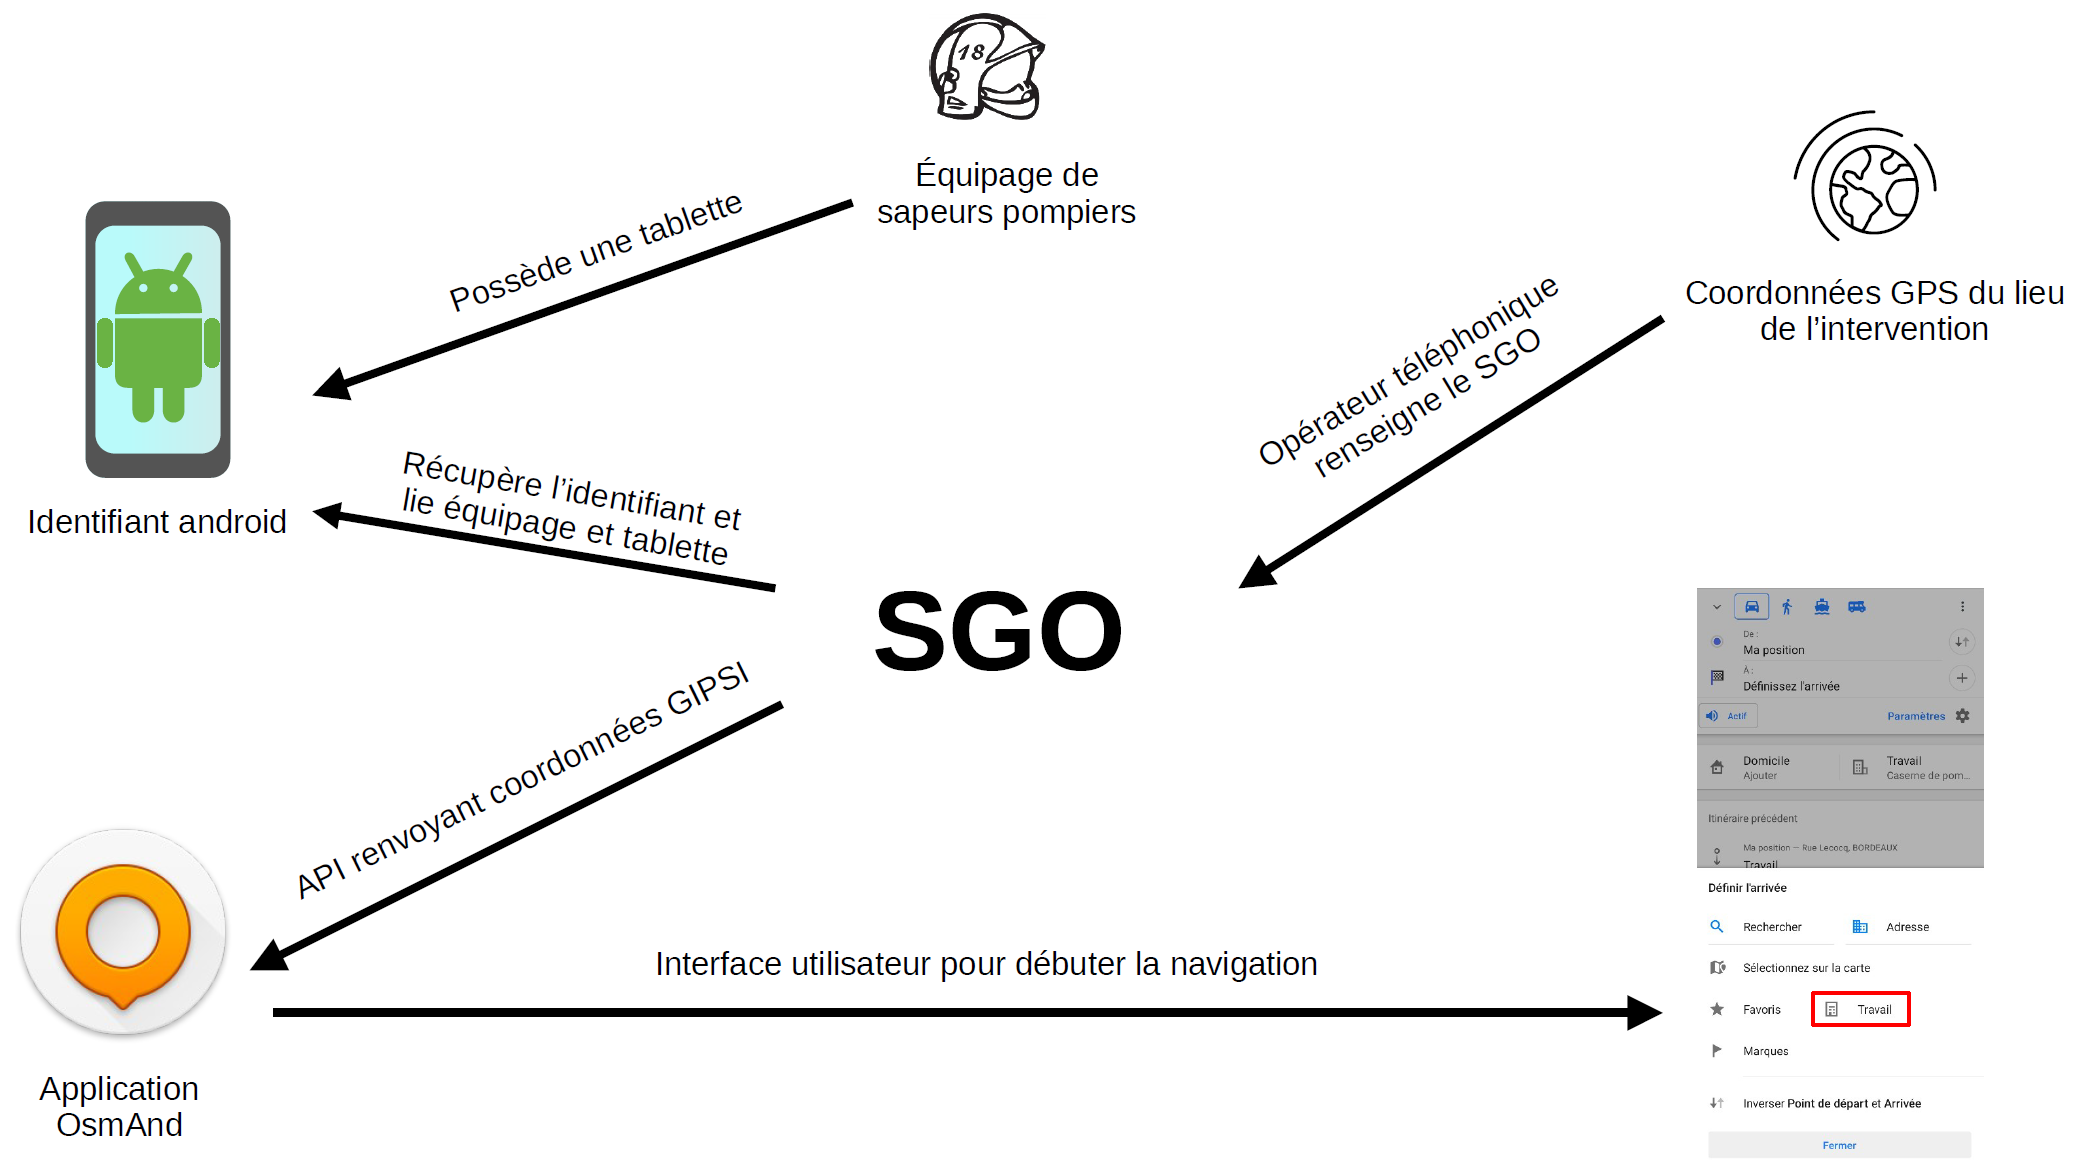 18
Équipage de
sapeurs pompiers
Possède une tablette
Coordonnées GPS du lieu
de l’intervention
Opérateur téléphonique
renseigne le SGO
Identifiant android
Récupère l’identifiant et
lie équipage et tablette
SGO
API renvoyant coordonnées GIPSI
Interface utilisateur pour débuter la navigation
Application
OsmAnd
De :
Ma position
À :
Définissez l'arrivée
Actif
Paramètres
Domicile
Ajouter
Travail
Caserne de pom...
Itinéraire précédent
Ma position — Rue Lecocq, BORDEAUX
Travail
Définir l'arrivée
Rechercher
Adresse
Sélectionnez sur la carte
Favoris
Travail
Marques
Inverser Point de départ et Arrivée
Fermer